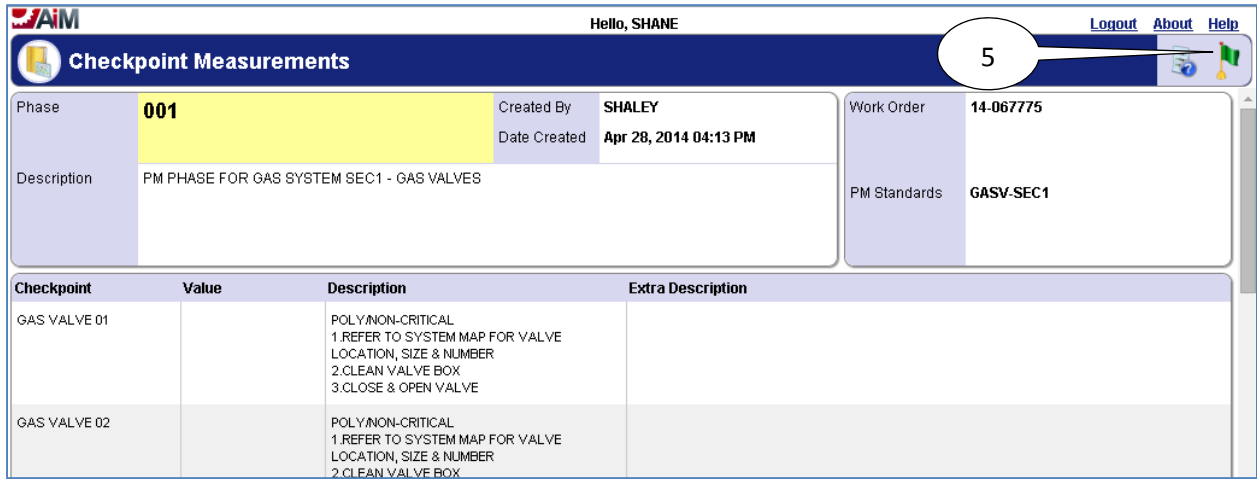 AiM
Hello, SHANE
Logout About Help
Checkpoint Measurements
5
Phase 001
Created By SHALEY
Date Created Apr 28, 2014 04:13 PM
Description PM PHASE FOR GAS SYSTEM SEC1 - GAS VALVES
Work Order 14-067775
PM Standards GASV-SEC1
Checkpoint Value Description Extra Description
GAS VALVE 01
POLY/NON-CRITICAL
1.REFER TO SYSTEM MAP FOR VALVE
LOCATION, SIZE & NUMBER
2.CLEAN VALVE BOX
3.CLOSE & OPEN VALVE
GAS VALVE 02
POLY/NON-CRITICAL
1.REFER TO SYSTEM MAP FOR VALVE
LOCATION, SIZE & NUMBER
2.CLEAN VALVE BOX